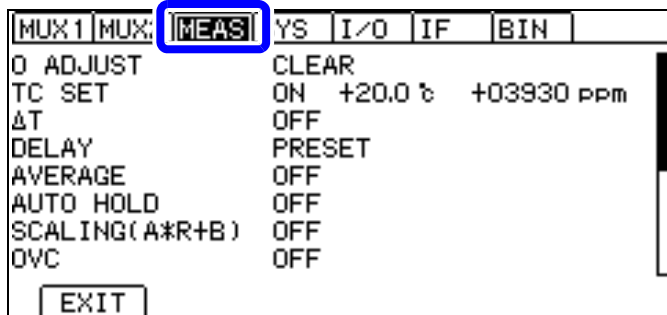 MUX1 MUX: MEAS YS I/O IF BIN
0 ADJUST CLEAR
TC SET ON +20.0 ℃ +03930 ppm
ΔT OFF
DELAY PRESET
AVERAGE OFF
AUTO HOLD OFF
SCALING(A*R+B) OFF
OVC OFF
EXIT